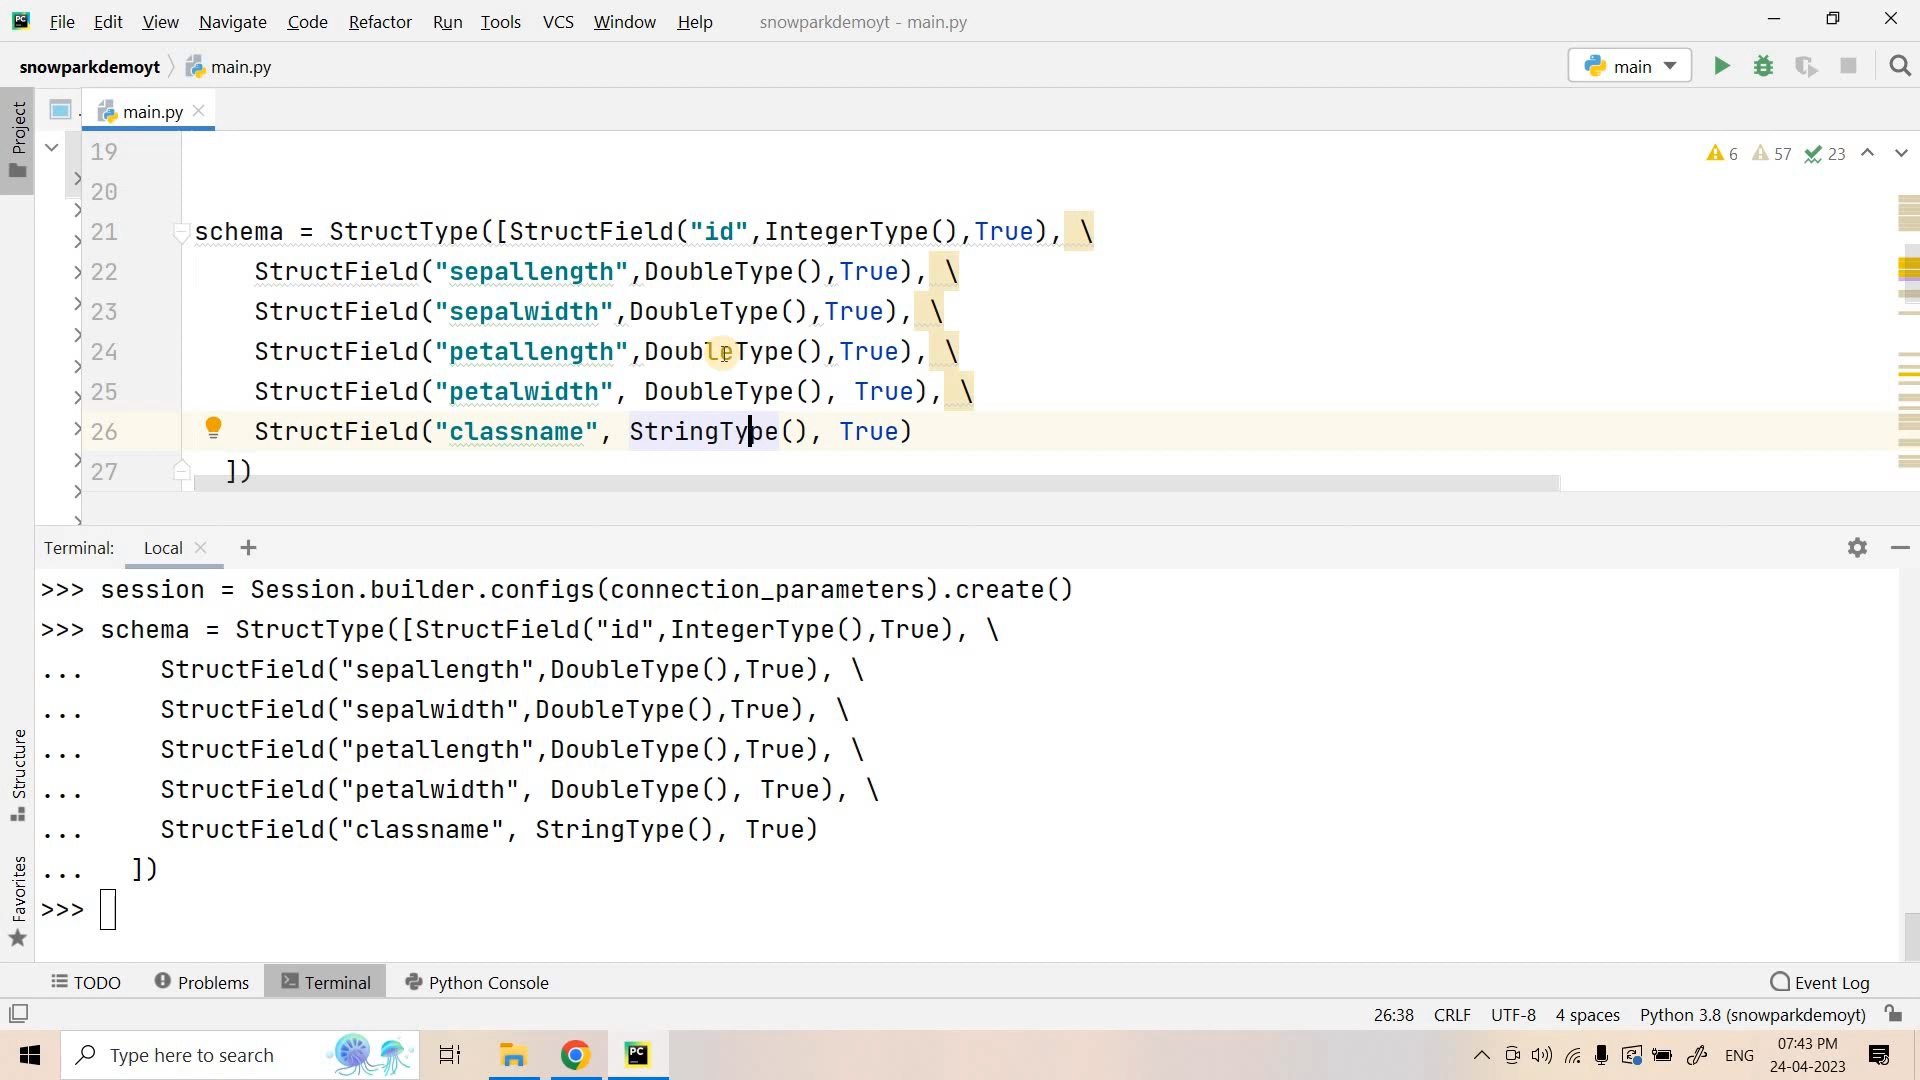 PC File Edit View Navigate Code Refactor Run Tools VCS Window Help snowparkdemoyt - main.py
snowparkdemoyt main.py main
main.py
Project
19
6 57 23
20
21 schema = StructType([StructField("id",IntegerType(),True), \
22 StructField("sepallength",DoubleType(),True), \
23 StructField("sepalwidth",DoubleType(),True), \
24 StructField("petallength",DoubleType(),True), \
25 StructField("petalwidth", DoubleType(), True), \
26 StructField("classname", StringType(), True)
27 ])
Terminal: Local
>>> session = Session.builder.configs(connection_parameters).create()
>>> schema = StructType([StructField("id",IntegerType(),True), \
... StructField("sepallength",DoubleType(),True), \
... StructField("sepalwidth",DoubleType(),True), \
... StructField("petallength",DoubleType(),True), \
... StructField("petalwidth", DoubleType(), True), \
... StructField("classname", StringType(), True)
... ])
>>>
Structure
Favorites
TODO Problems Terminal Python Console Event Log
26:38 CRLF UTF-8 4 spaces Python 3.8 (snowparkdemoyt)
Type here to search PC ENG 07:43 PM
24-04-2023